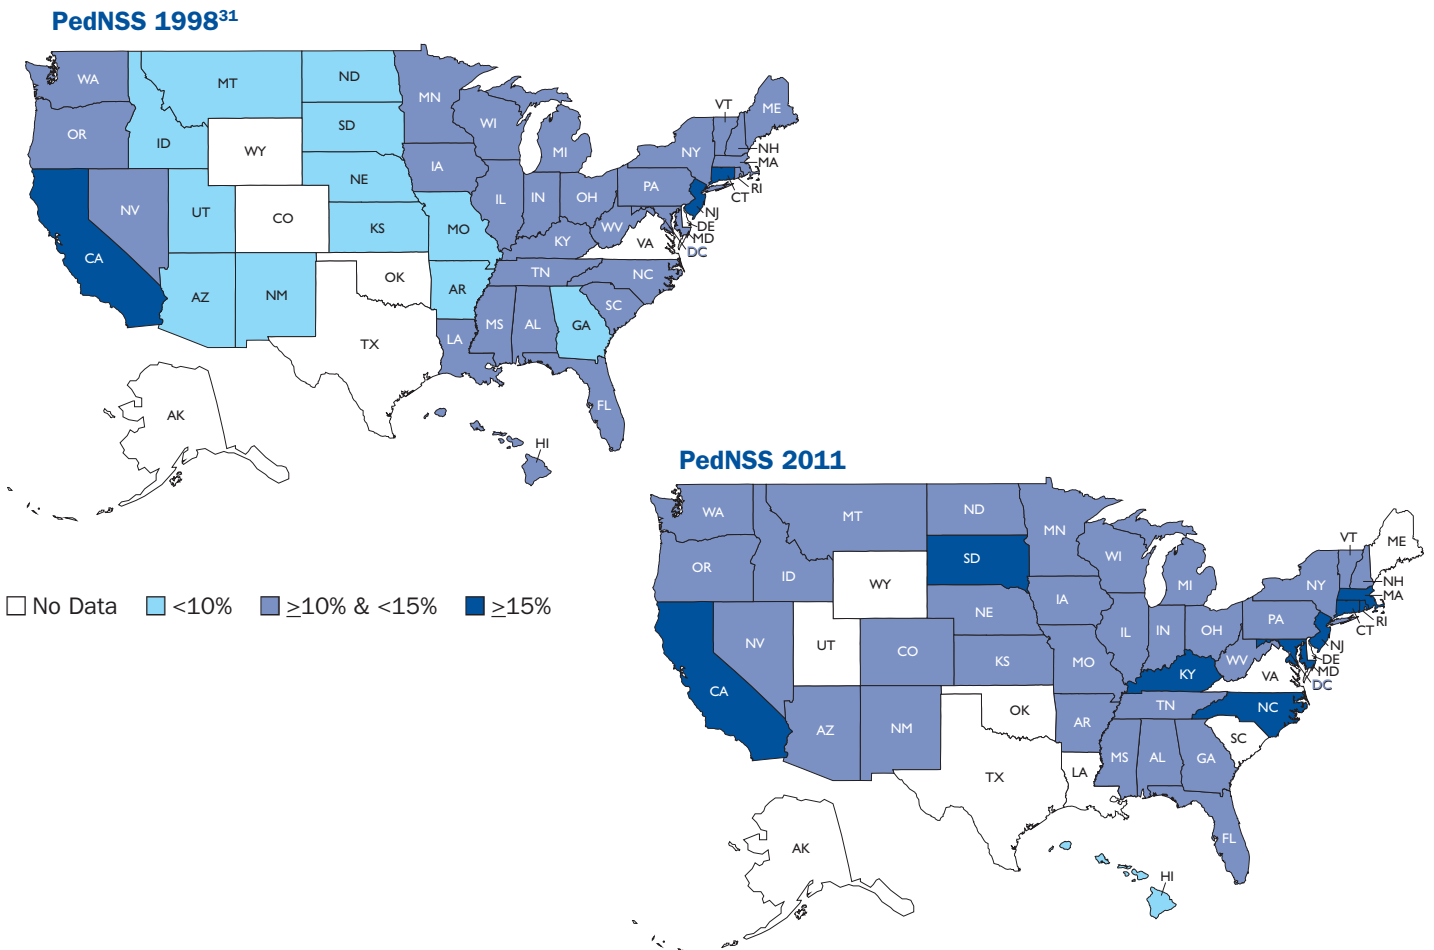 PedNSS 1998³¹
WA
MT
ND
MN
VT
ME
OR
ID
SD
WI
MI
NY
NH
MA
WY
IA
NE
PA
RI
CT
NV
UT
CO
IL
IN
OH
NJ
KS
MO
WV
VA
DE
MD
DC
CA
KY
AZ
NM
OK
AR
TN
NC
SC
TX
MS
AL
GA
LA
FL
AK
HI
No Data
<10%
≥10% & <15%
≥15%
PedNSS 2011
WA
MT
ND
MN
VT
ME
OR
ID
SD
WI
MI
NY
NH
MA
WY
IA
NE
PA
RI
CT
NV
UT
CO
IL
IN
OH
NJ
KS
MO
WV
VA
DE
MD
DC
CA
KY
AZ
NM
OK
AR
TN
NC
SC
TX
MS
AL
GA
LA
FL
AK
HI